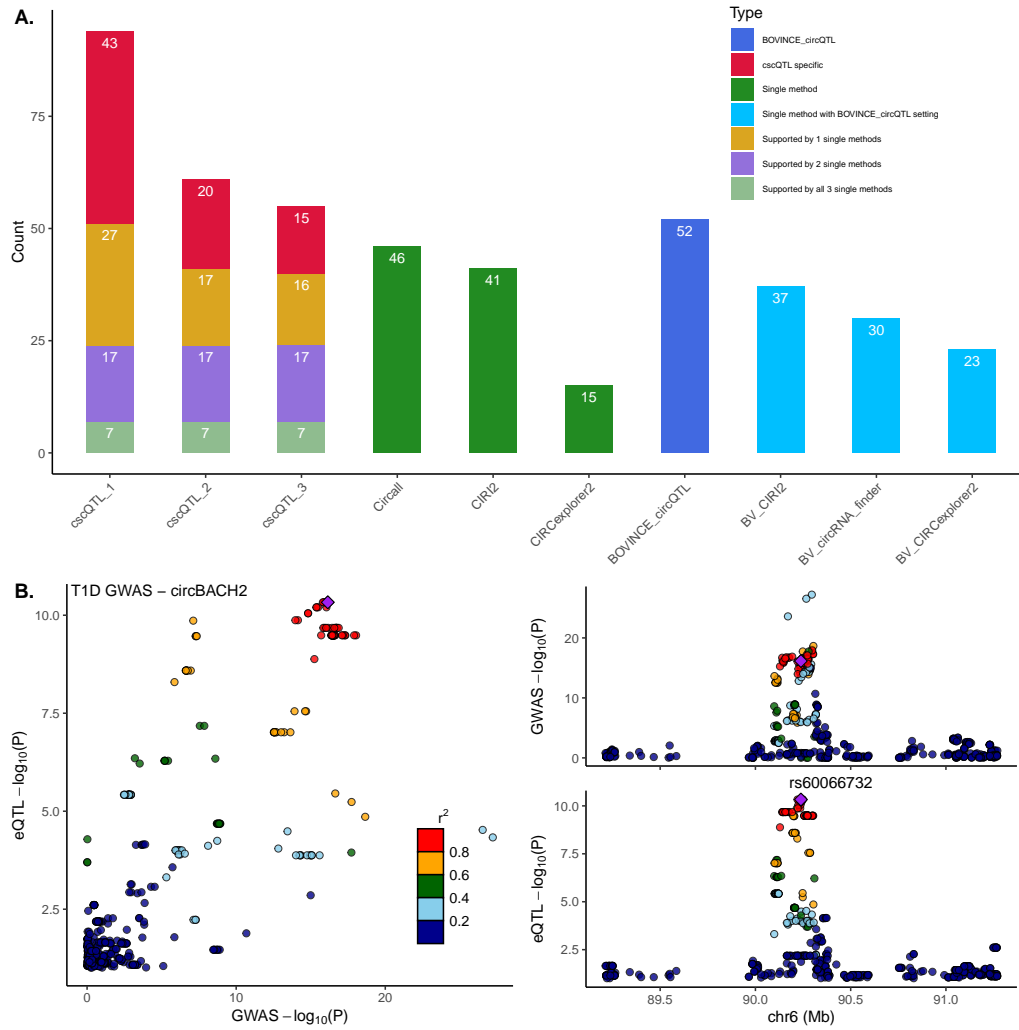 A.
Type
BOVINCE_circQTL
cscQTL specific
Single method
Single method with BOVINCE_circQTL setting
Supported by 1 single methods
Supported by 2 single methods
Supported by all 3 single methods
Count
75
50
25
0
43
27
17
7
20
17
17
7
15
16
17
7
46
41
15
52
37
30
23
cscQTL_1
cscQTL_2
cscQTL_3
Circall
CIRI2
CIRCexplorer2
BOVINCE_circQTL
BV_CIRI2
BV_circRNA_finder
BV_CIRCexplorer2
B.
T1D GWAS − circBACH2
eQTL −log10(P)
10.0
7.5
5.0
2.5
0
10
20
GWAS −log10(P)
r2
0.8
0.6
0.4
0.2
GWAS −log10(P)
20
10
0
rs60066732
eQTL −log10(P)
10.0
7.5
5.0
2.5
89.5
90.0
90.5
91.0
chr6 (Mb)